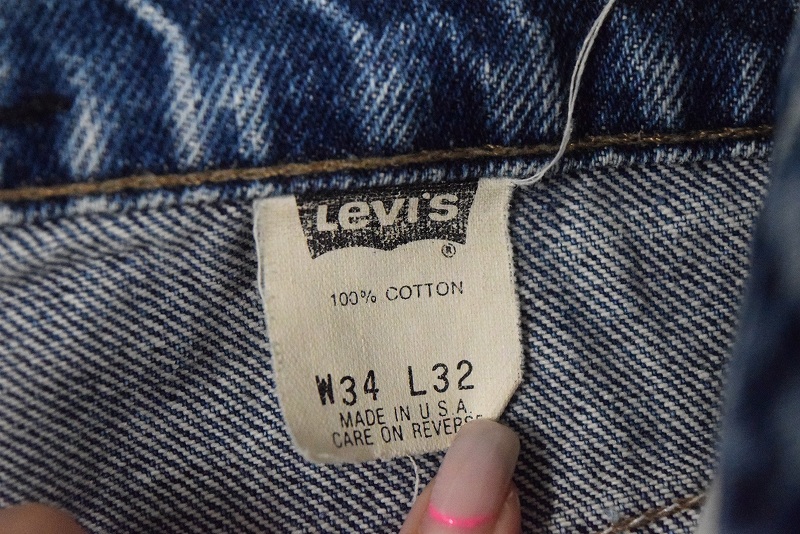 Levi's
®
100% COTTON
W34 L32
MADE IN U.S.A.
CARE ON REVERSE